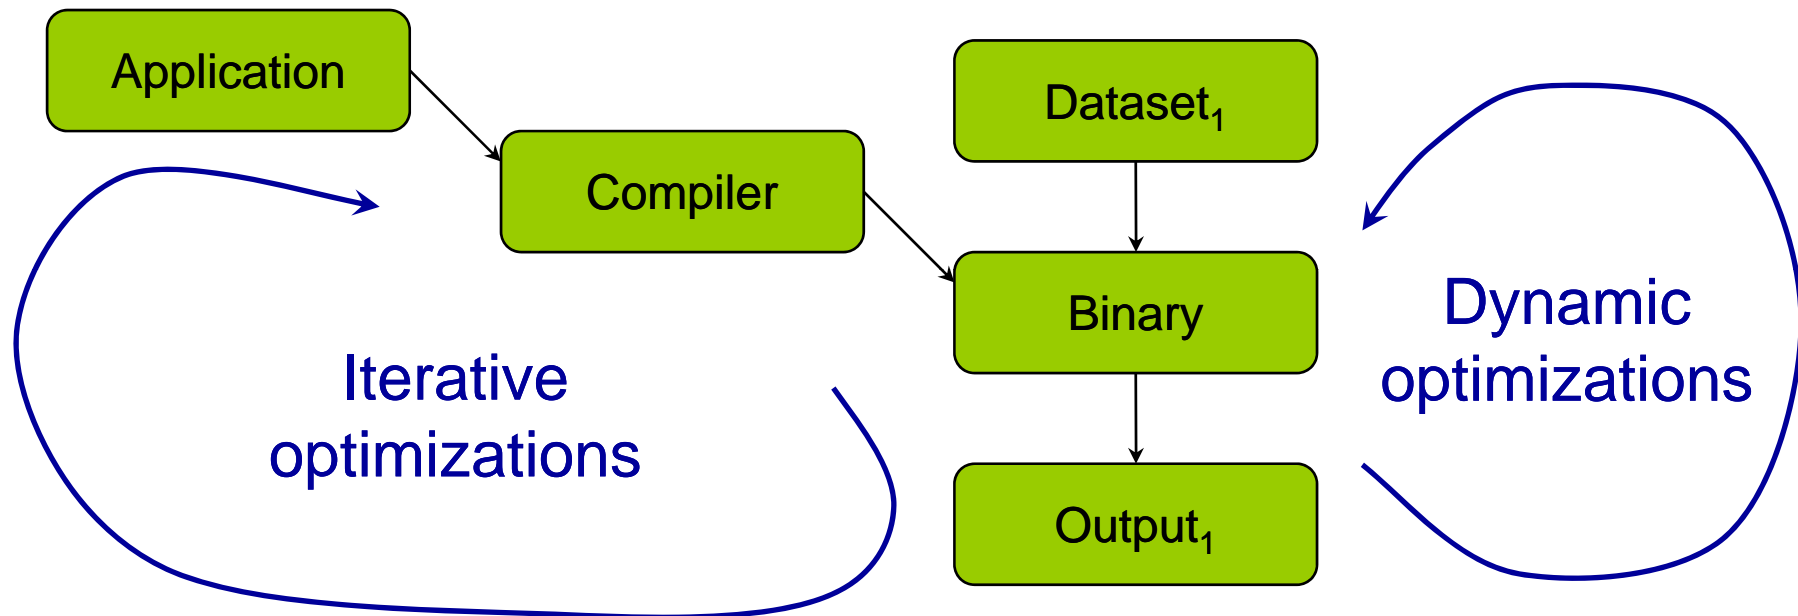 Application
Compiler
Dataset₁
Binary
Output₁
Iterative
optimizations
Dynamic
optimizations